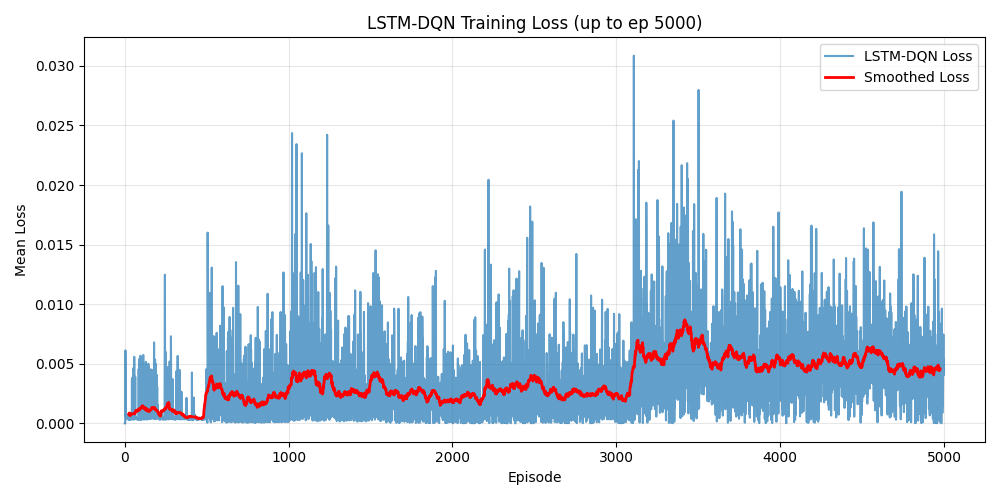 LSTM-DQN Training Loss (up to ep 5000)
LSTM-DQN Loss
Smoothed Loss
Mean Loss
0.030
0.025
0.020
0.015
0.010
0.005
0.000
0
1000
2000
3000
4000
5000
Episode